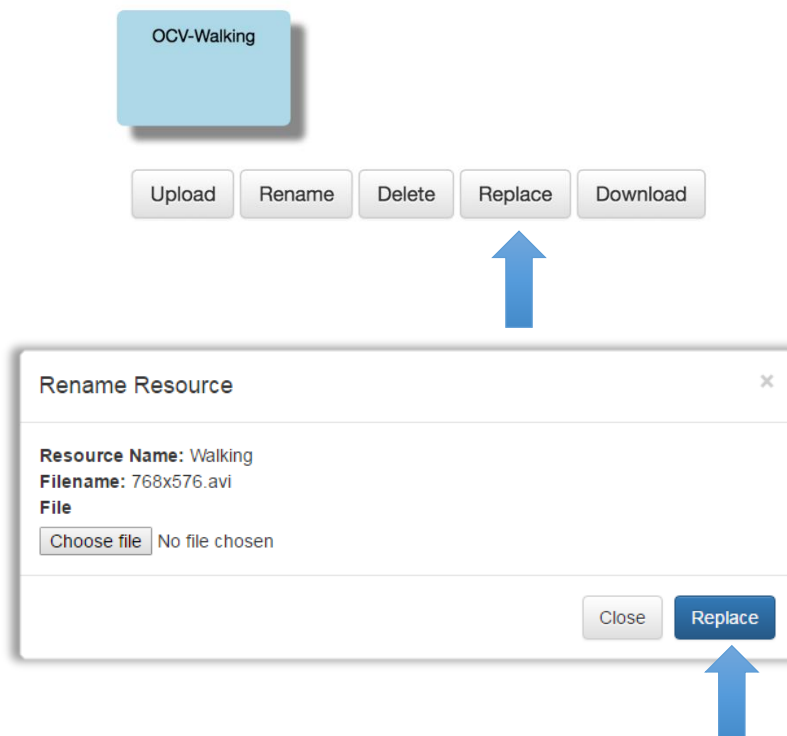 OCV-Walking
Upload Rename Delete Replace Download
Rename Resource ×
Resource Name: Walking
Filename: 768x576.avi
File
Choose file No file chosen
Close Replace